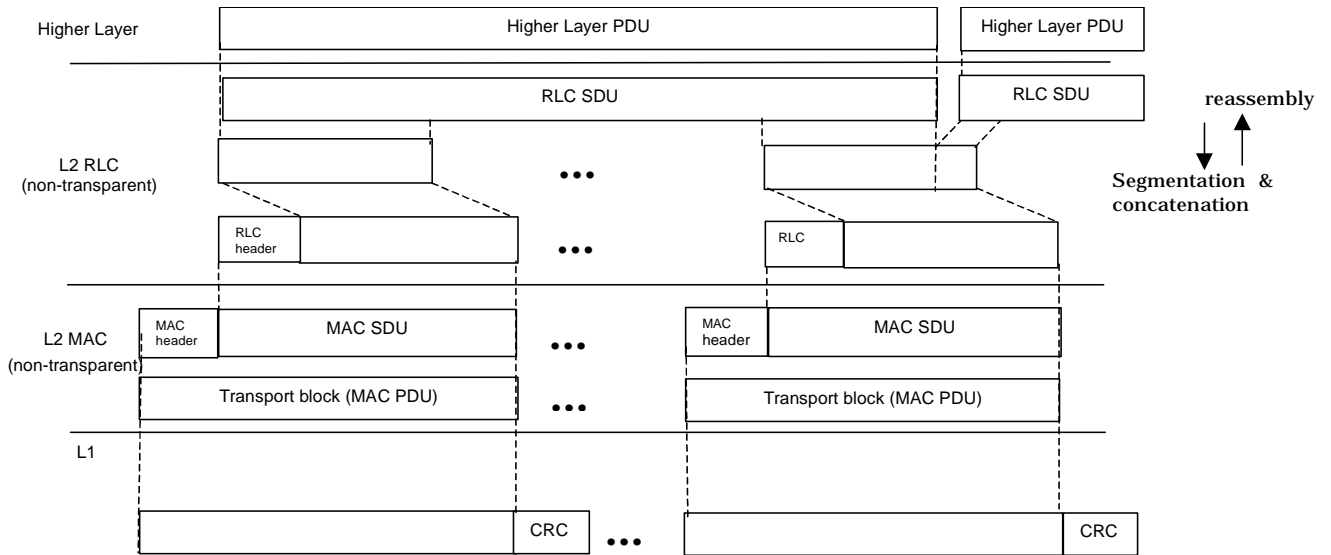 Higher Layer
Higher Layer PDU
Higher Layer PDU
RLC SDU
RLC SDU
reassembly
L2 RLC
(non-transparent)
•••
Segmentation &
concatenation
RLC
header
•••
RLC
L2 MAC
(non-transparent)
MAC
header
MAC SDU
•••
MAC
header
MAC SDU
Transport block (MAC PDU)
•••
Transport block (MAC PDU)
L1
CRC
•••
CRC